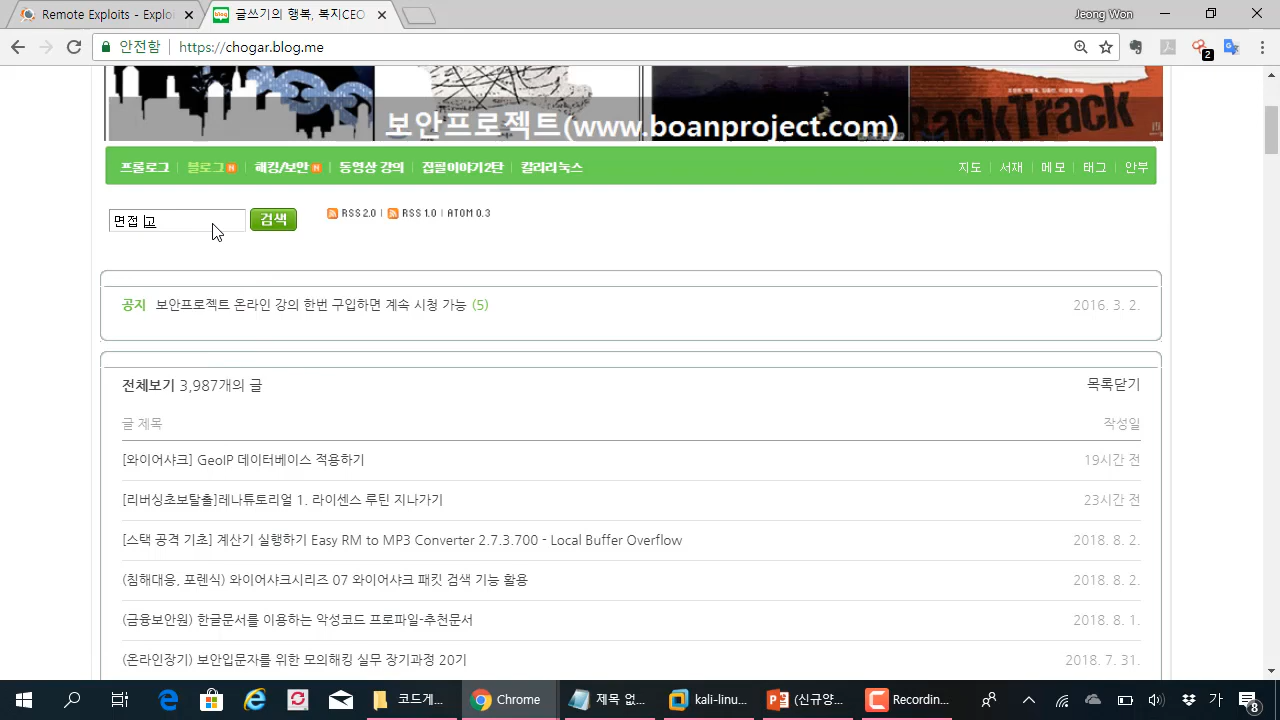 Remote Exploits - Explo
글쓰기의 행복, 복지CEO
Jeong Won
안전함
https://chogar.blog.me
2
BackTrack
보안프로젝트(www.boanproject.com)
프롤로그
블로그
해킹/보안
동영상 강의
집필이야기2탄
칼리리눅스
지도
서재
메모
태그
안부
면접 고
검색
RSS 2.0 | RSS 1.0 | ATOM 0.3
공지 보안프로젝트 온라인 강의 한번 구입하면 계속 시청 가능 (5) 2016. 3. 2.
전체보기 3,987개의 글 목록닫기
글 제목 작성일
[와이어샤크] GeoIP 데이터베이스 적용하기 19시간 전
[리버싱초보탈출]레나튜토리얼 1. 라이센스 루틴 지나가기 23시간 전
[스택 공격 기초] 계산기 실행하기 Easy RM to MP3 Converter 2.7.3.700 - Local Buffer Overflow 2018. 8. 2.
(침해대응, 포렌식) 와이어샤크시리즈 07 와이어샤크 패킷 검색 기능 활용 2018. 8. 2.
(금융보안원) 한글문서를 이용하는 악성코드 프로파일-추천문서 2018. 8. 1.
(온라인장기) 보안입문자를 위한 모의해킹 실무 장기과정 20기 2018. 7. 31.
코드게...
Chrome
제목 없...
kali-linu...
(신규양...
Recordin...
가
8